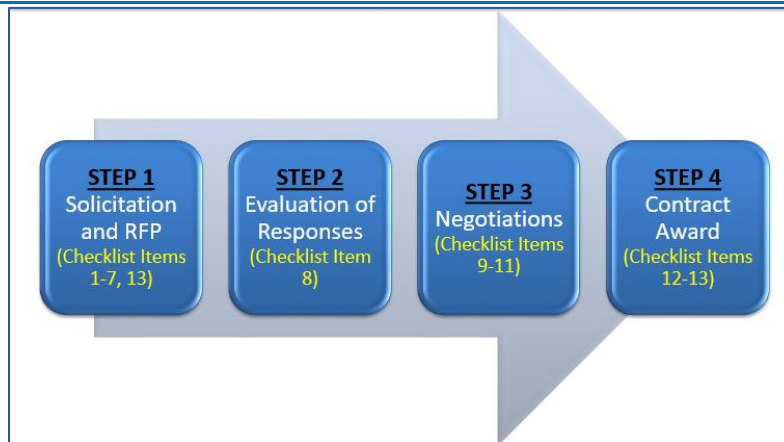 STEP 1
Solicitation
and RFP
(Checklist Items
1-7, 13)
STEP 2
Evaluation of
Responses
(Checklist Item
8)
STEP 3
Negotiations
(Checklist Items
9-11)
STEP 4
Contract
Award
(Checklist Items
12-13)